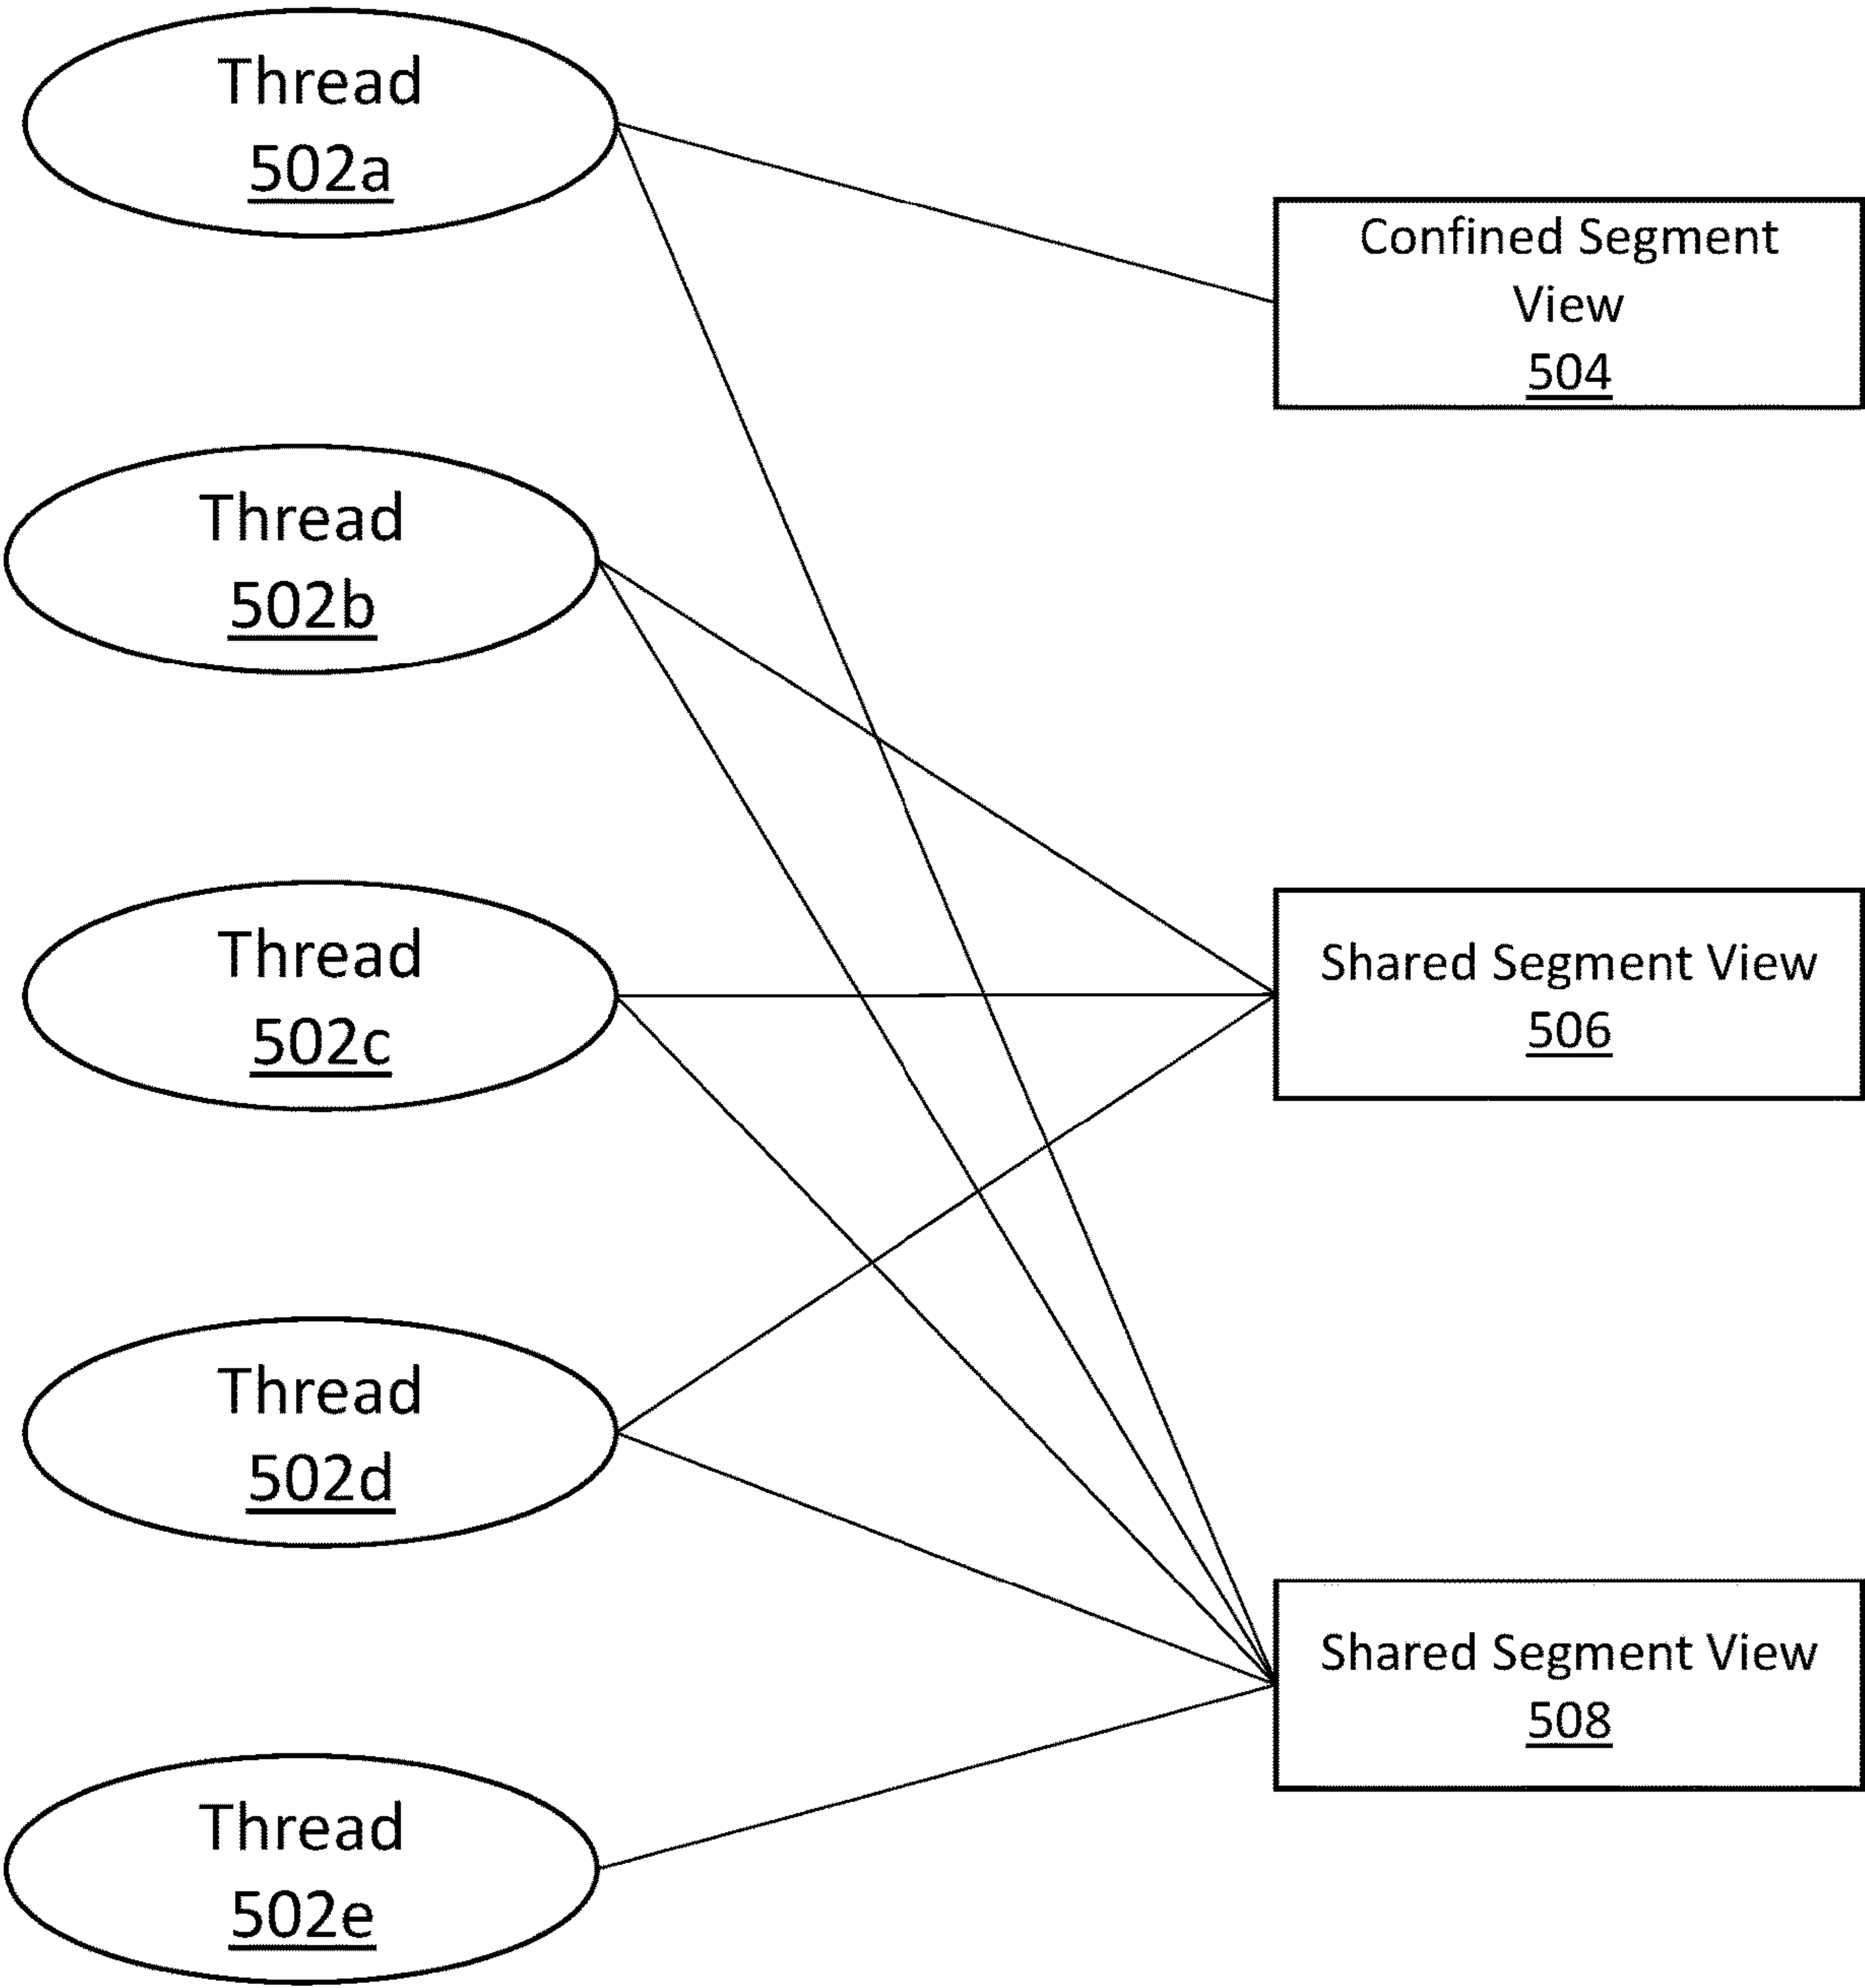 Thread
502a
Confined Segment
View
504
Thread
502b
Thread
502c
Shared Segment View
506
Thread
502d
Shared Segment View
508
Thread
502e